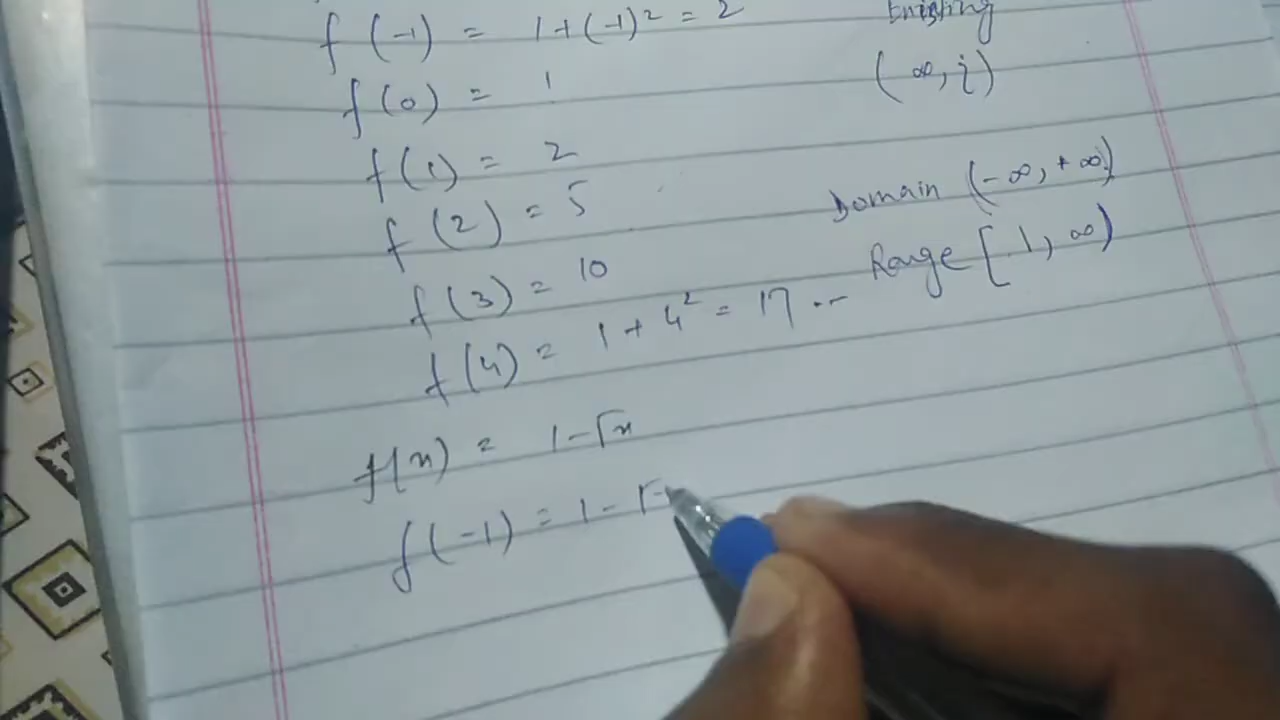 f(-1) = 1+(-1)² = 2
f(0) = 1
(∞, i)
f(1) = 2
f(2) = 5
Domain (-∞, +∞)
f(3) = 10
Range [1, ∞)
f(4) = 1 + 4² = 17 ..
f(x) = 1-√x
f(-1) = 1-√-